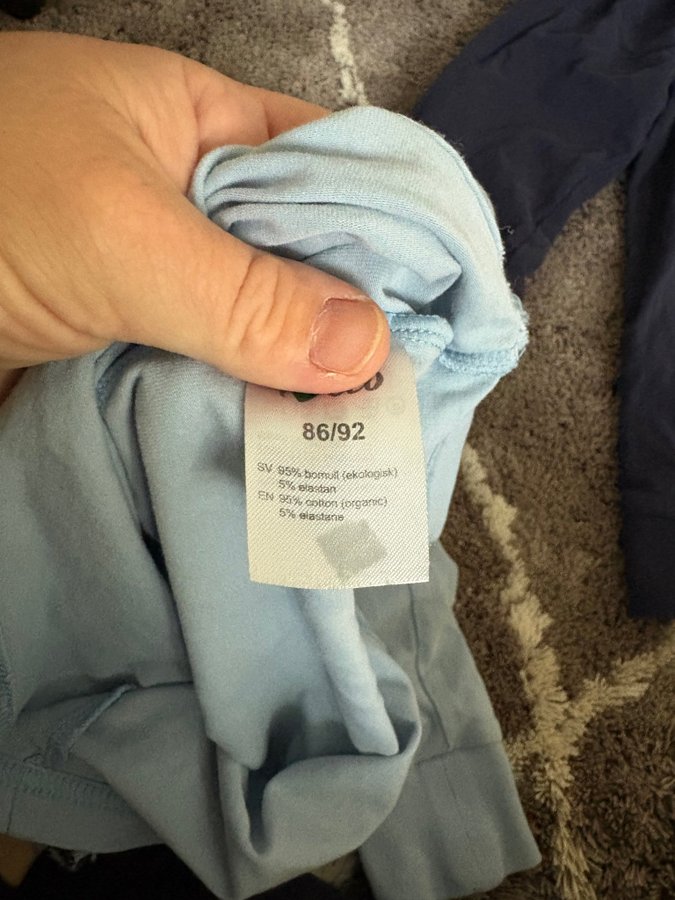 86/92
SV 95% bomull (ekologisk)
5% elastan
EN 95% cotton (organic)
5% elastane